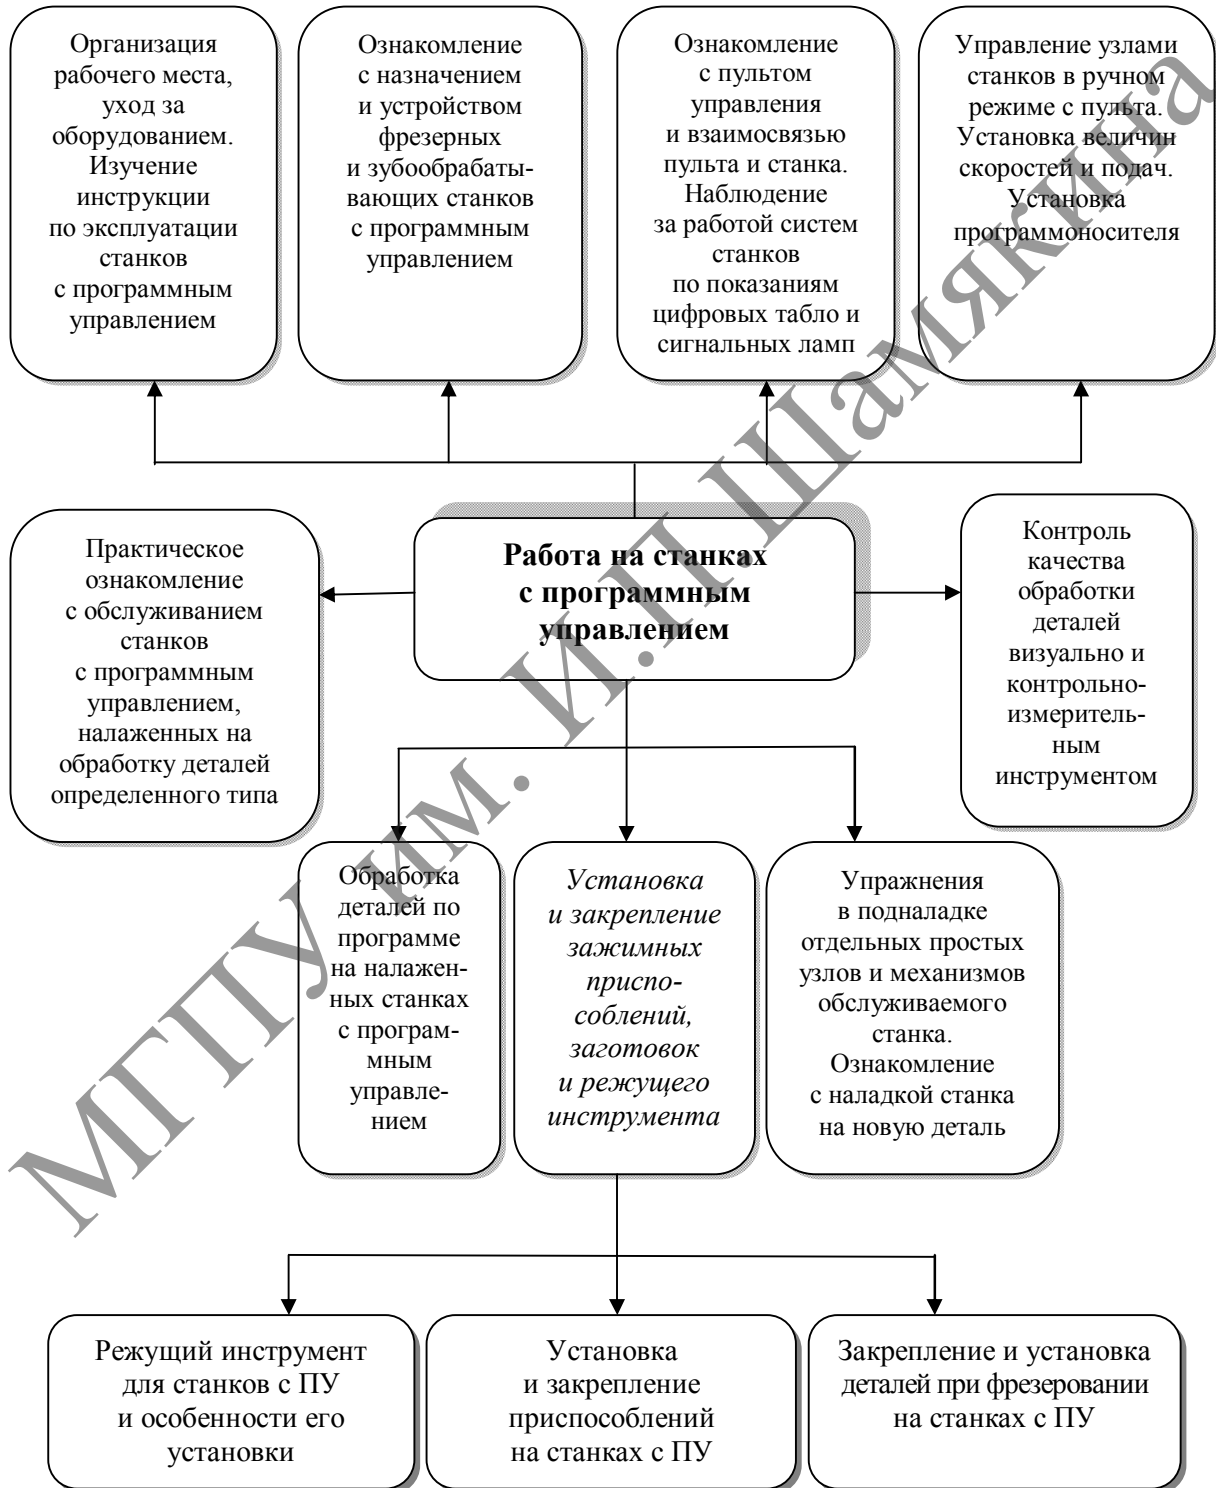 Организация
рабочего места,
уход за
оборудованием.
Изучение
инструкции
по эксплуатации
станков
с программным
управлением
Ознакомление
с назначением
и устройством
фрезерных
и зубообрабаты-
вающих станков
с программным
управлением
Ознакомление
с пультом
управления
и взаимосвязью
пульта и станка.
Наблюдение
за работой систем
станков
по показаниям
цифровых табло и
сигнальных ламп
Управление узлами
станков в ручном
режиме с пульта.
Установка величин
скоростей и подач.
Установка
программоносителя
Практическое
ознакомление
с обслуживанием
станков
с программным
управлением,
налаженных на
обработку деталей
определенного типа
Работа на станках
с программным
управлением
Контроль
качества
обработки
деталей
визуально и
контрольно-
измеритель-
ным
инструментом
Обработка
деталей по
программе
на налажен-
ных станках
с програм-
мным
управле-
нием
Установка
и закрепление
зажимных
приспо-
соблений,
заготовок
и режущего
инструмента
Упражнения
в подналадке
отдельных простых
узлов и механизмов
обслуживаемого
станка.
Ознакомление
с наладкой станка
на новую деталь
Режущий инструмент
для станков с ПУ
и особенности его
установки
Установка
и закрепление
приспособлений
на станках с ПУ
Закрепление и установка
деталей при фрезеровании
на станках с ПУ
МГПУ им. И.П.Шамякина